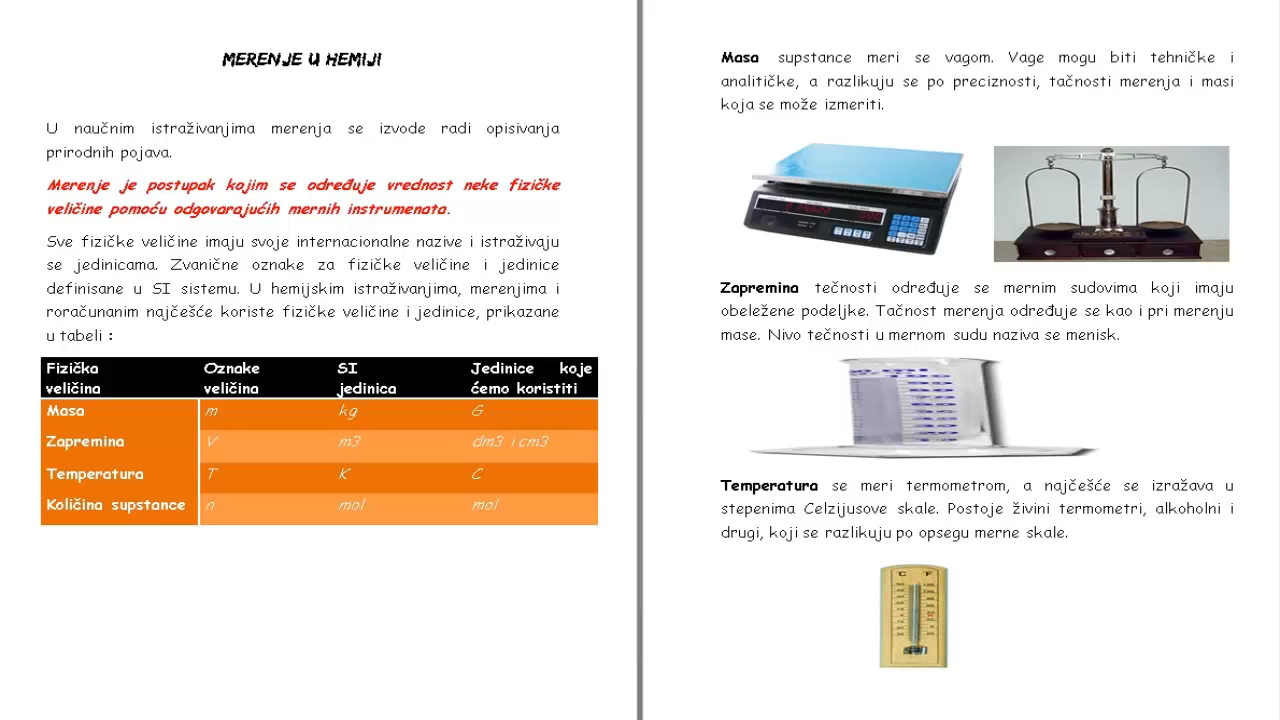 MERENJE U HEMIJI
U naučnim istraživanjima merenja se izvode radi opisivanja
prirodnih pojava.
Merenje je postupak kojim se određuje vrednost neke fizičke
veličine pomoću odgovarajućih mernih instrumenata.
Sve fizičke veličine imaju svoje internacionalne nazive i istraživaju
se jedinicama. Zvanične oznake za fizičke veličine i jedinice
definisane u SI sistemu. U hemijskim istraživanjima, merenjima i
roračunanim najčešće koriste fizičke veličine i jedinice, prikazane
u tabeli :
Fizička Oznake SI Jedinice koje
veličina veličina jedinica ćemo koristiti
Masa m kg G
Zapremina V m3 dm3 i cm3
Temperatura T K C
Količina supstance n mol mol
Masa supstance meri se vagom. Vage mogu biti tehničke i
analitičke, a razlikuju se po preciznosti, tačnosti merenja i masi
koja se može izmeriti.
Zapremina tečnosti određuje se mernim sudovima koji imaju
obeležene podeljke. Tačnost merenja određuje se kao i pri merenju
mase. Nivo tečnosti u mernom sudu naziva se menisk.
Temperatura se meri termometrom, a najčešće se izražava u
stepenima Celzijusove skale. Postoje živini termometri, alkoholni i
drugi, koji se razlikuju po opsegu merne skale.
C F